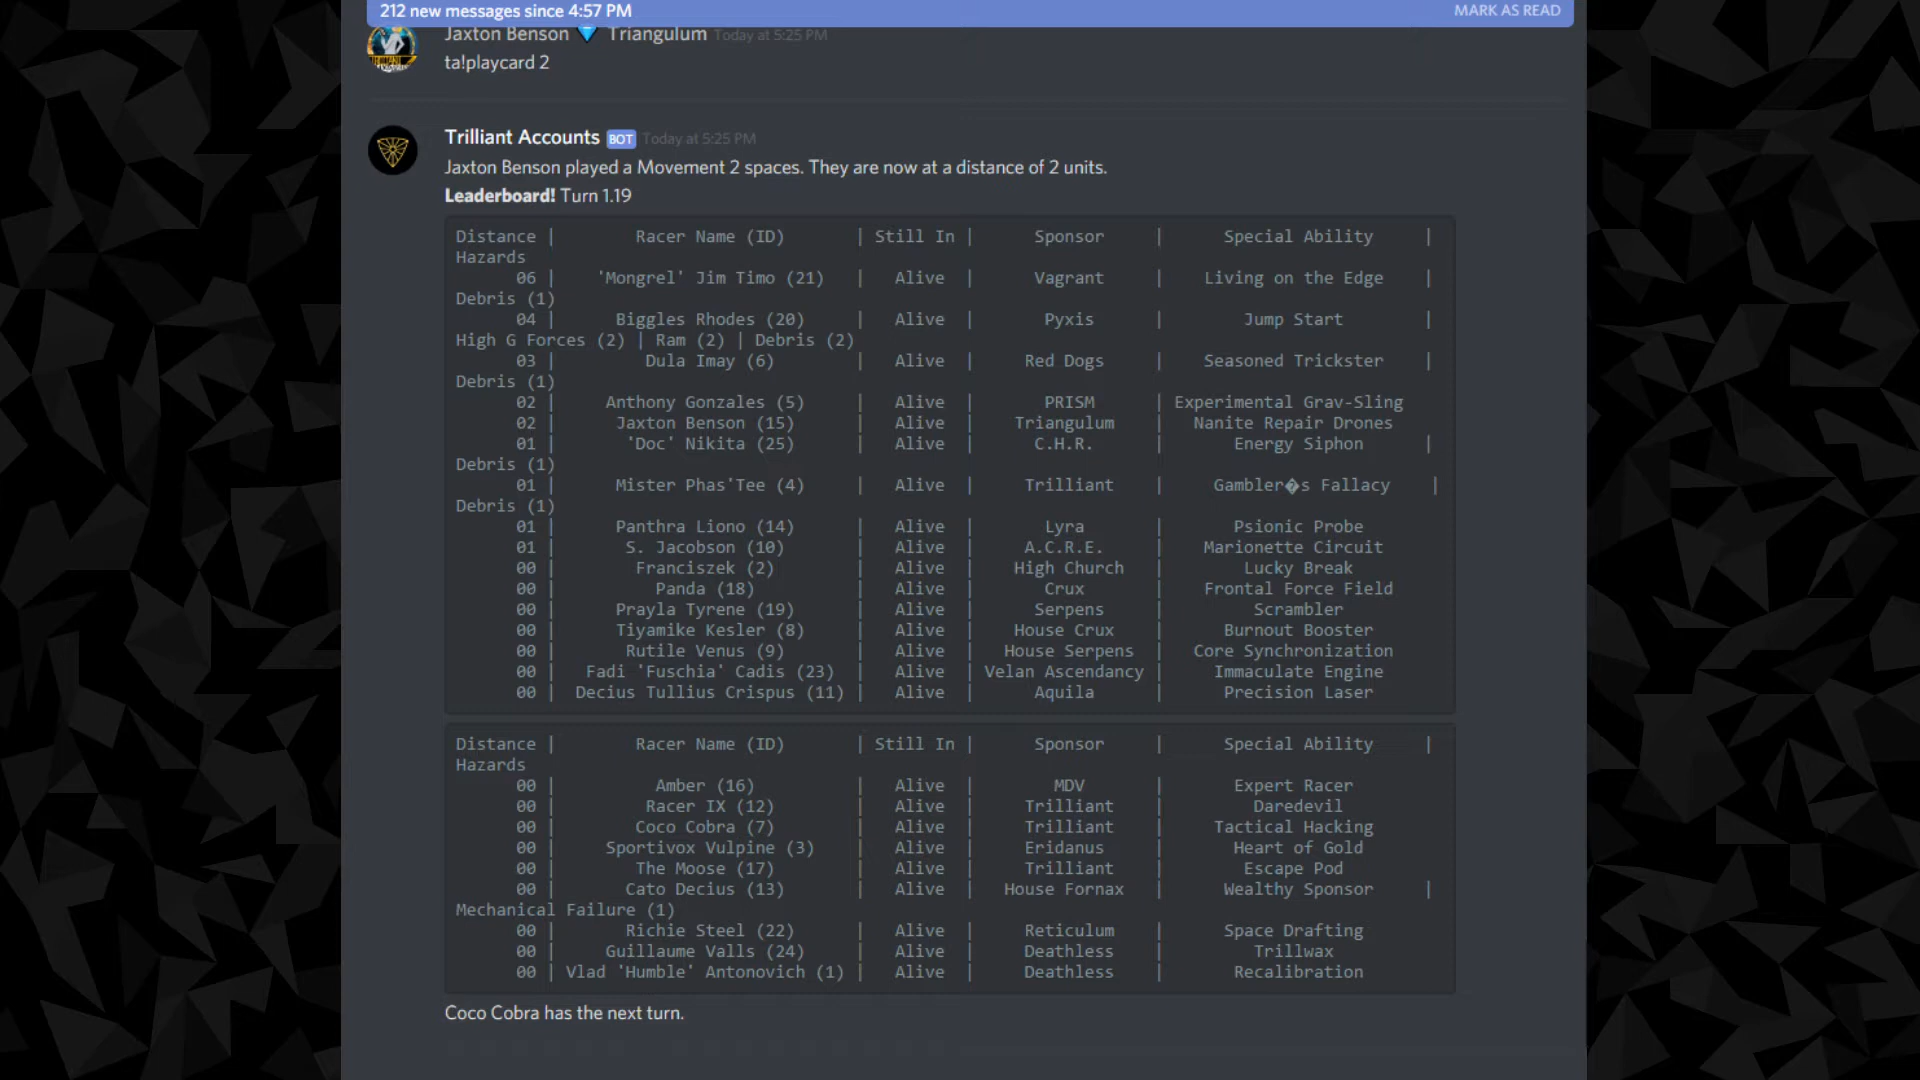 212 new messages since 4:57 PM MARK AS READ
Jaxton Benson 💎 Triangulum Today at 5:25 PM
ta!playcard 2
Trilliant Accounts BOT Today at 5:25 PM
Jaxton Benson played a Movement 2 spaces. They are now at a distance of 2 units.
Leaderboard! Turn 1.19
Distance | Racer Name (ID) | Still In | Sponsor | Special Ability |
Hazards
06 | 'Mongrel' Jim Timo (21) | Alive | Vagrant | Living on the Edge |
Debris (1)
04 | Biggles Rhodes (20) | Alive | Pyxis | Jump Start |
High G Forces (2) | Ram (2) | Debris (2)
03 | Dula Imay (6) | Alive | Red Dogs | Seasoned Trickster |
Debris (1)
02 | Anthony Gonzales (5) | Alive | PRISM | Experimental Grav-Sling
02 | Jaxton Benson (15) | Alive | Triangulum | Nanite Repair Drones
01 | 'Doc' Nikita (25) | Alive | C.H.R. | Energy Siphon |
Debris (1)
01 | Mister Phas'Tee (4) | Alive | Trilliant | Gambler�s Fallacy |
Debris (1)
01 | Panthra Liono (14) | Alive | Lyra | Psionic Probe
01 | S. Jacobson (10) | Alive | A.C.R.E. | Marionette Circuit
00 | Franciszek (2) | Alive | High Church | Lucky Break
00 | Panda (18) | Alive | Crux | Frontal Force Field
00 | Prayla Tyrene (19) | Alive | Serpens | Scrambler
00 | Tiyamike Kesler (8) | Alive | House Crux | Burnout Booster
00 | Rutile Venus (9) | Alive | House Serpens | Core Synchronization
00 | Fadi 'Fuschia' Cadis (23) | Alive | Velan Ascendancy | Immaculate Engine
00 | Decius Tullius Crispus (11) | Alive | Aquila | Precision Laser
Distance | Racer Name (ID) | Still In | Sponsor | Special Ability |
Hazards
00 | Amber (16) | Alive | MDV | Expert Racer
00 | Racer IX (12) | Alive | Trilliant | Daredevil
00 | Coco Cobra (7) | Alive | Trilliant | Tactical Hacking
00 | Sportivox Vulpine (3) | Alive | Eridanus | Heart of Gold
00 | The Moose (17) | Alive | Trilliant | Escape Pod
00 | Cato Decius (13) | Alive | House Fornax | Wealthy Sponsor |
Mechanical Failure (1)
00 | Richie Steel (22) | Alive | Reticulum | Space Drafting
00 | Guillaume Valls (24) | Alive | Deathless | Trillwax
00 | Vlad 'Humble' Antonovich (1) | Alive | Deathless | Recalibration
Coco Cobra has the next turn.